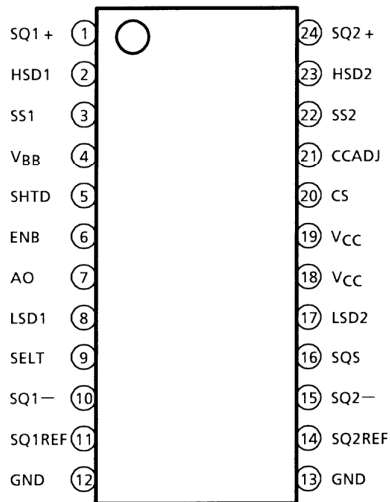 SQ1+ 1 24 SQ2+
HSD1 2 23 HSD2
SS1 3 22 SS2
VBB 4 21 CCADJ
SHTD 5 20 CS
ENB 6 19 VCC
AO 7 18 VCC
LSD1 8 17 LSD2
SELT 9 16 SQS
SQ1− 10 15 SQ2−
SQ1REF 11 14 SQ2REF
GND 12 13 GND